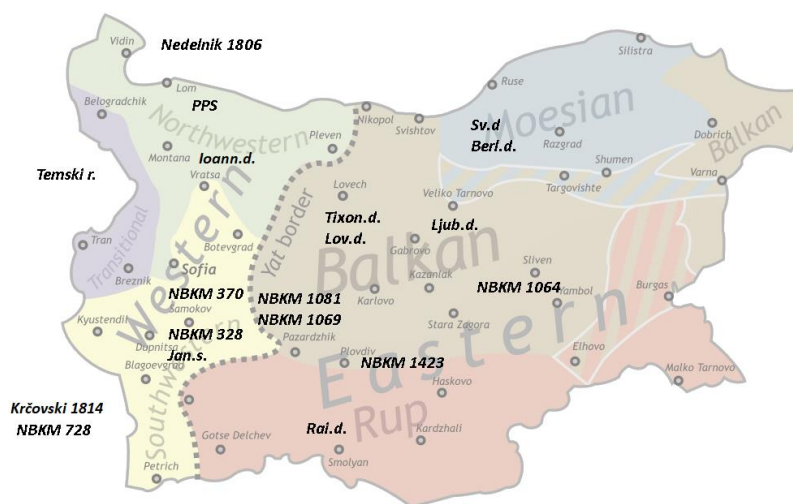 Nedelnik 1806
Vidin
Silistra
Lom
Ruse
PPS
Belogradchik
Nikopol
Svishtov
Northwestern
Moesian
Sv.d
Beri.d.
Razgrad
Dobrich
Balkan
Montana
Pleven
Ioann.d.
Vratsa
Shumen
Targovishte
Varna
Temski r.
Lovech
Veliko Tarnovo
Tixon.d.
Lov.d.
Ljub.d.
Yat border
Western
Transitional
Tran
Botevgrad
Gabrovo
Balkan
Breznik
Sofia
Sliven
Kazanlak
Karlovo
NBKM 370
NBKM 1081
NBKM 1064
Yambol
Burgas
Samokov
NBKM 1069
Stara Zagora
Kyustendil
NBKM 328
Dupnitsa
Jan.s.
Pazardzhik
Plovdiv
NBKM 1423
Eastern
Elhovo
Malko Tarnovo
Blagoevgrad
Southwestern
Haskovo
Krčovski 1814
NBKM 728
Rai.d.
Rup
Kardzhali
Gotse Delchev
Smolyan
Petrich